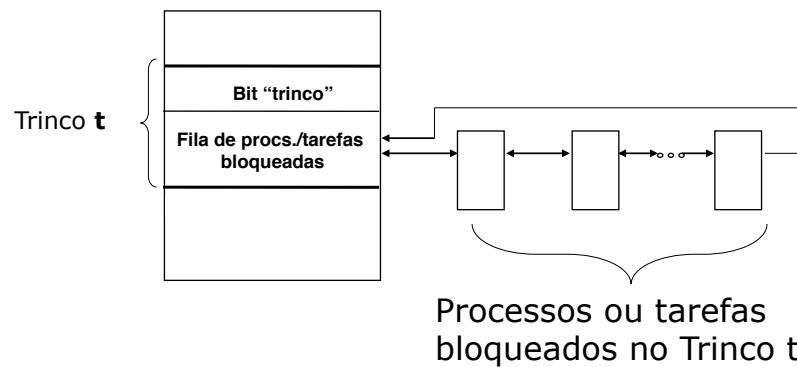 Trinco t
Bit “trinco”
Fila de procs./tarefas
bloqueadas
Processos ou tarefas
bloqueados no Trinco t